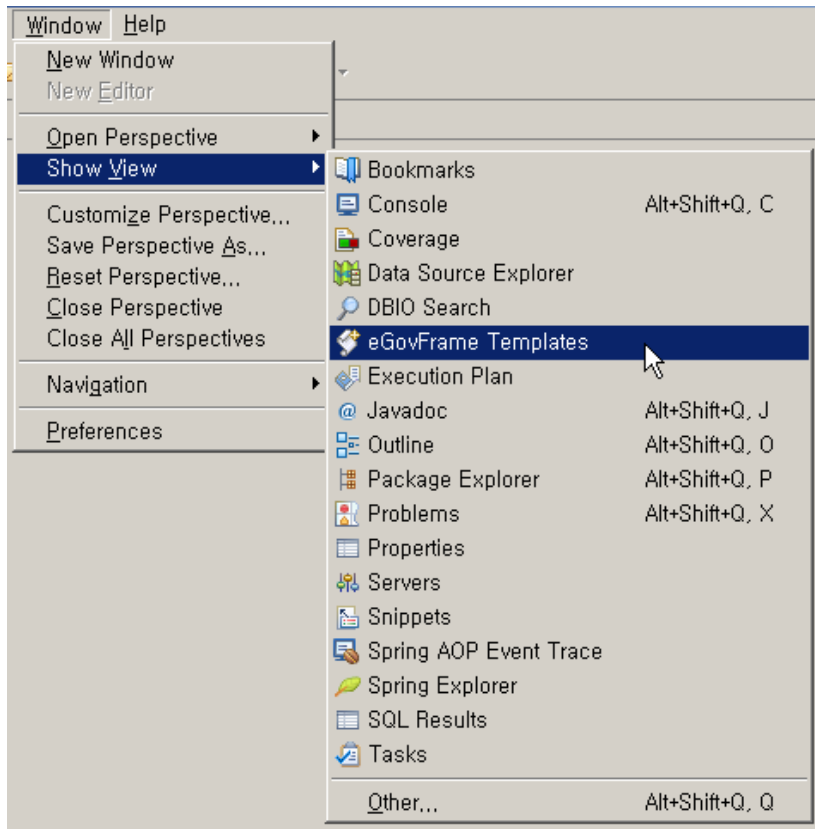 Window Help
New Window
New Editor
Open Perspective
Show View
Customize Perspective...
Save Perspective As...
Reset Perspective...
Close Perspective
Close All Perspectives
Navigation
Preferences
Bookmarks
Console Alt+Shift+Q, C
Coverage
Data Source Explorer
DBIO Search
eGovFrame Templates
Execution Plan
Javadoc Alt+Shift+Q, J
Outline Alt+Shift+Q, O
Package Explorer Alt+Shift+Q, P
Problems Alt+Shift+Q, X
Properties
Servers
Snippets
Spring AOP Event Trace
Spring Explorer
SQL Results
Tasks
Other... Alt+Shift+Q, Q